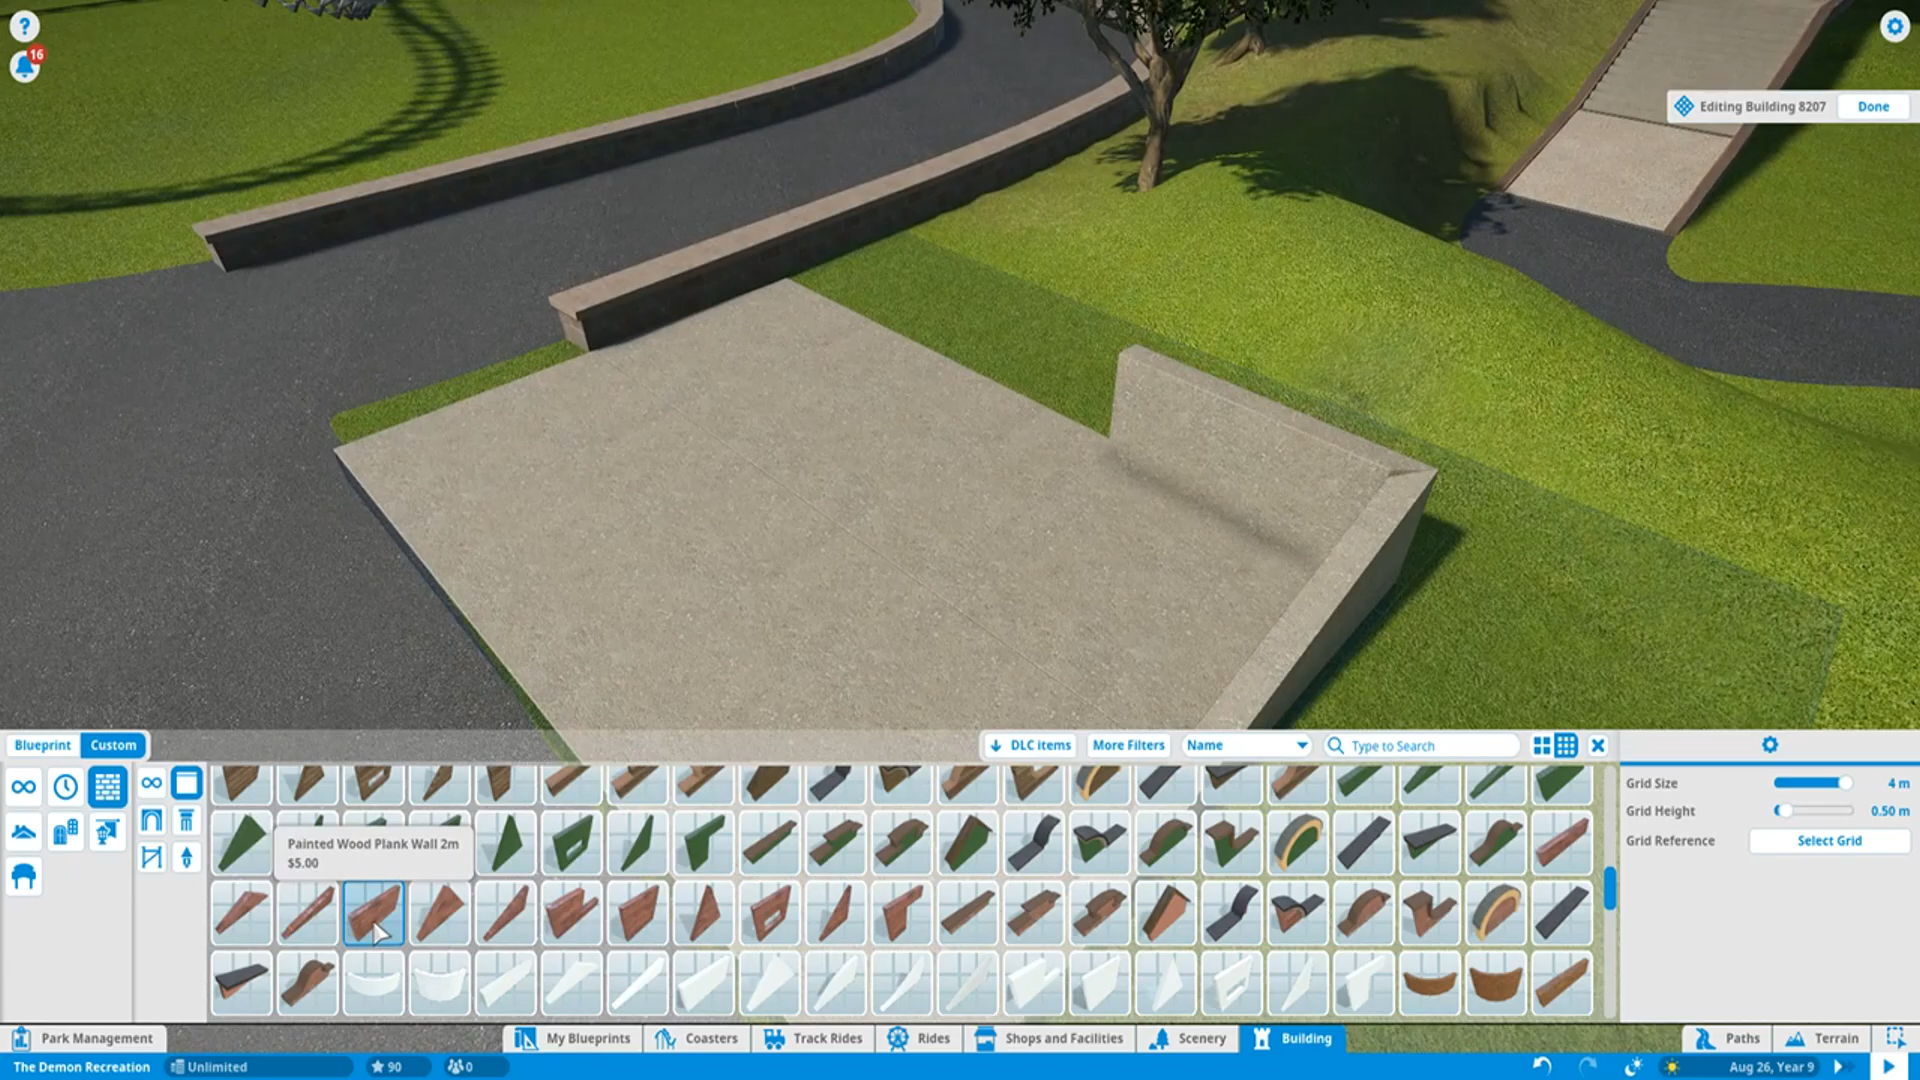 ?
16
Editing Building 8207 Done
Blueprint Custom
DLC items More Filters Name Type to Search
Grid Size 4 m
Grid Height 0.50 m
Grid Reference Select Grid
Painted Wood Plank Wall 2m
$5.00
Park Management My Blueprints Coasters Track Rides Rides Shops and Facilities Scenery Building Paths Terrain
The Demon Recreation Unlimited 90 0 Aug 26, Year 9